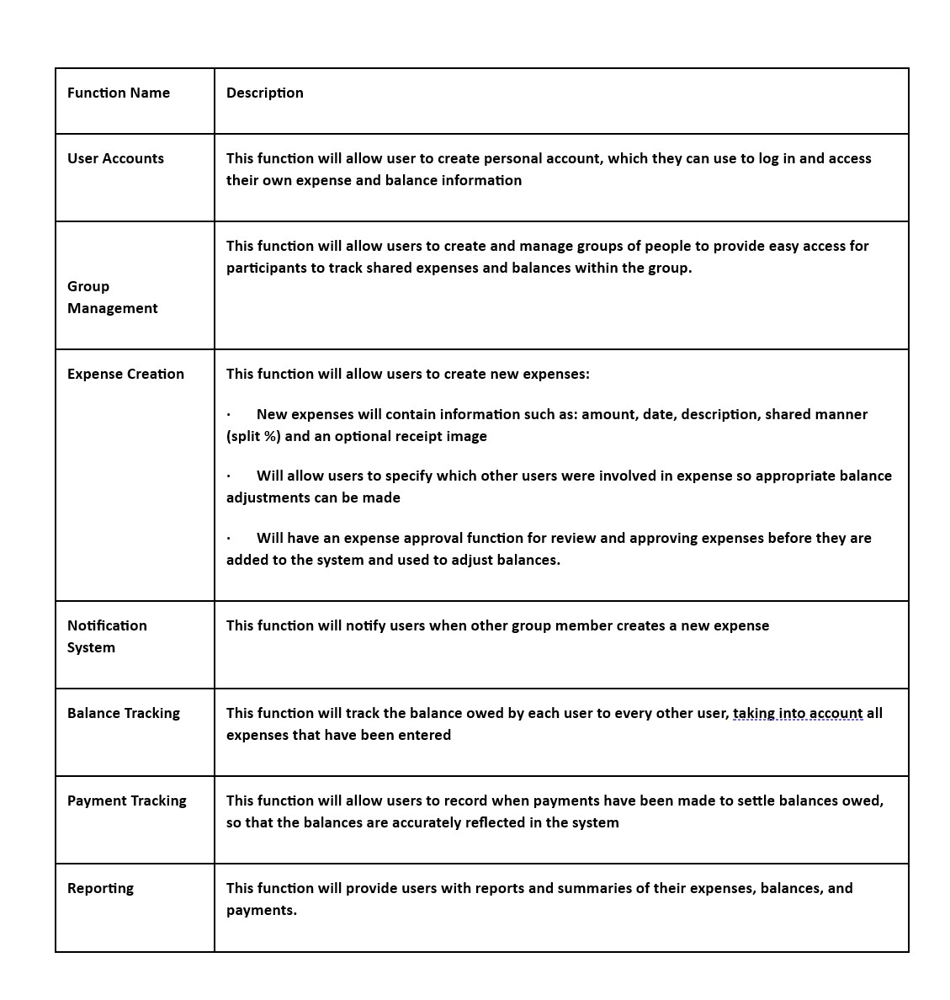 Function Name
Description
User Accounts
This function will allow user to create personal account, which they can use to log in and access
their own expense and balance information
Group
Management
This function will allow users to create and manage groups of people to provide easy access for
participants to track shared expenses and balances within the group.
Expense Creation
This function will allow users to create new expenses:
· New expenses will contain information such as: amount, date, description, shared manner
(split %) and an optional receipt image
· Will allow users to specify which other users were involved in expense so appropriate balance
adjustments can be made
· Will have an expense approval function for review and approving expenses before they are
added to the system and used to adjust balances.
Notification
System
This function will notify users when other group member creates a new expense
Balance Tracking
This function will track the balance owed by each user to every other user, taking into account all
expenses that have been entered
Payment Tracking
This function will allow users to record when payments have been made to settle balances owed,
so that the balances are accurately reflected in the system
Reporting
This function will provide users with reports and summaries of their expenses, balances, and
payments.